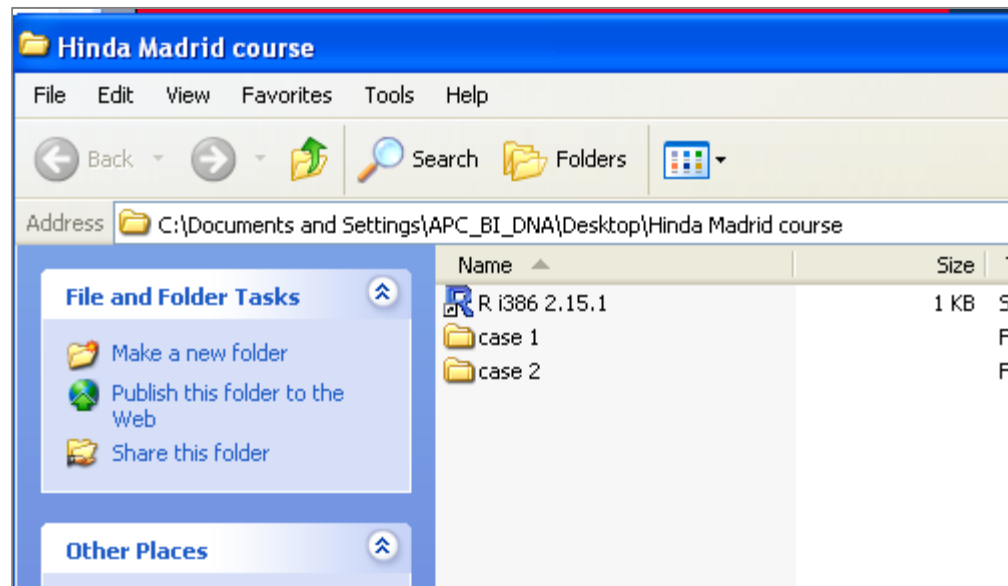 Hinda Madrid course
File Edit View Favorites Tools Help
Back Search Folders
Address C:\Documents and Settings\APC_BI_DNA\Desktop\Hinda Madrid course
Name Size
File and Folder Tasks
Make a new folder
Publish this folder to the
Web
Share this folder
Other Places
R i386 2.15.1 1 KB
case 1
case 2